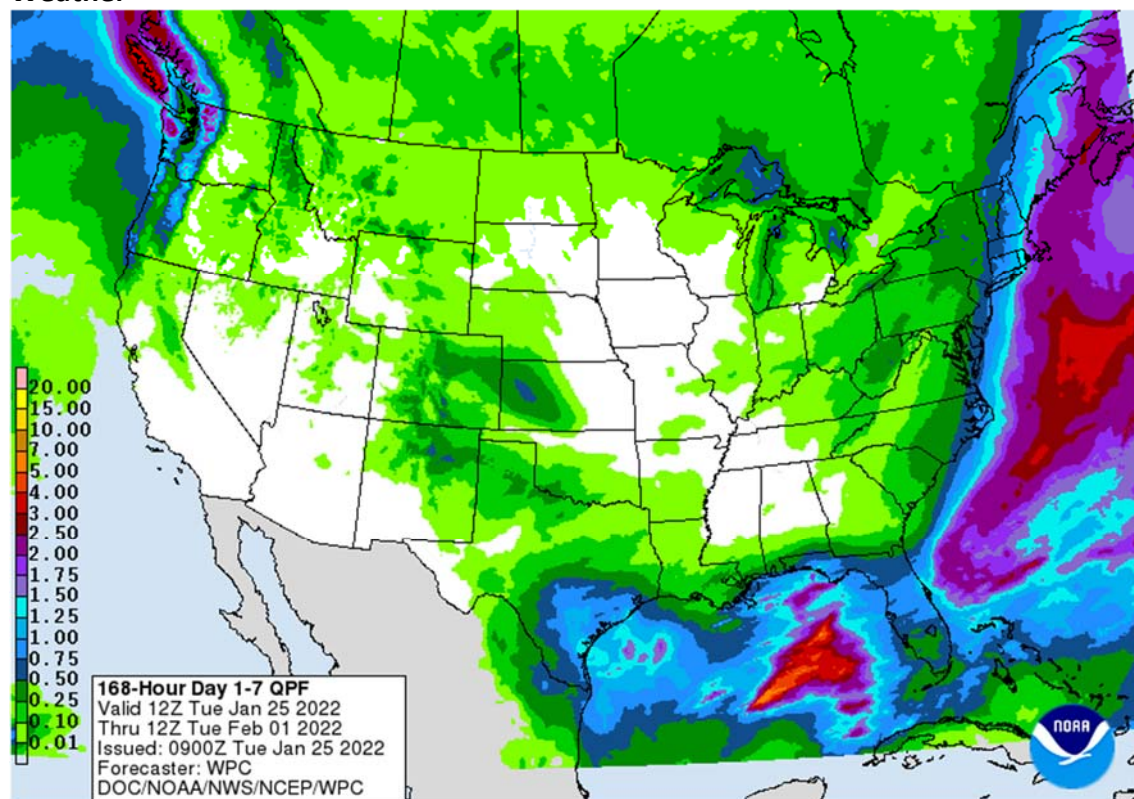 Weather
20.00
15.00
10.00
7.00
5.00
4.00
3.00
2.50
2.00
1.75
1.50
1.25
1.00
0.75
0.50
0.25
0.10
0.01
168-Hour Day 1-7 QPF
Valid 12Z Tue Jan 25 2022
Thru 12Z Tue Feb 01 2022
Issued: 0900Z Tue Jan 25 2022
Forecaster: WPC
DOC/NOAA/NWS/NCEP/WPC
NOAA